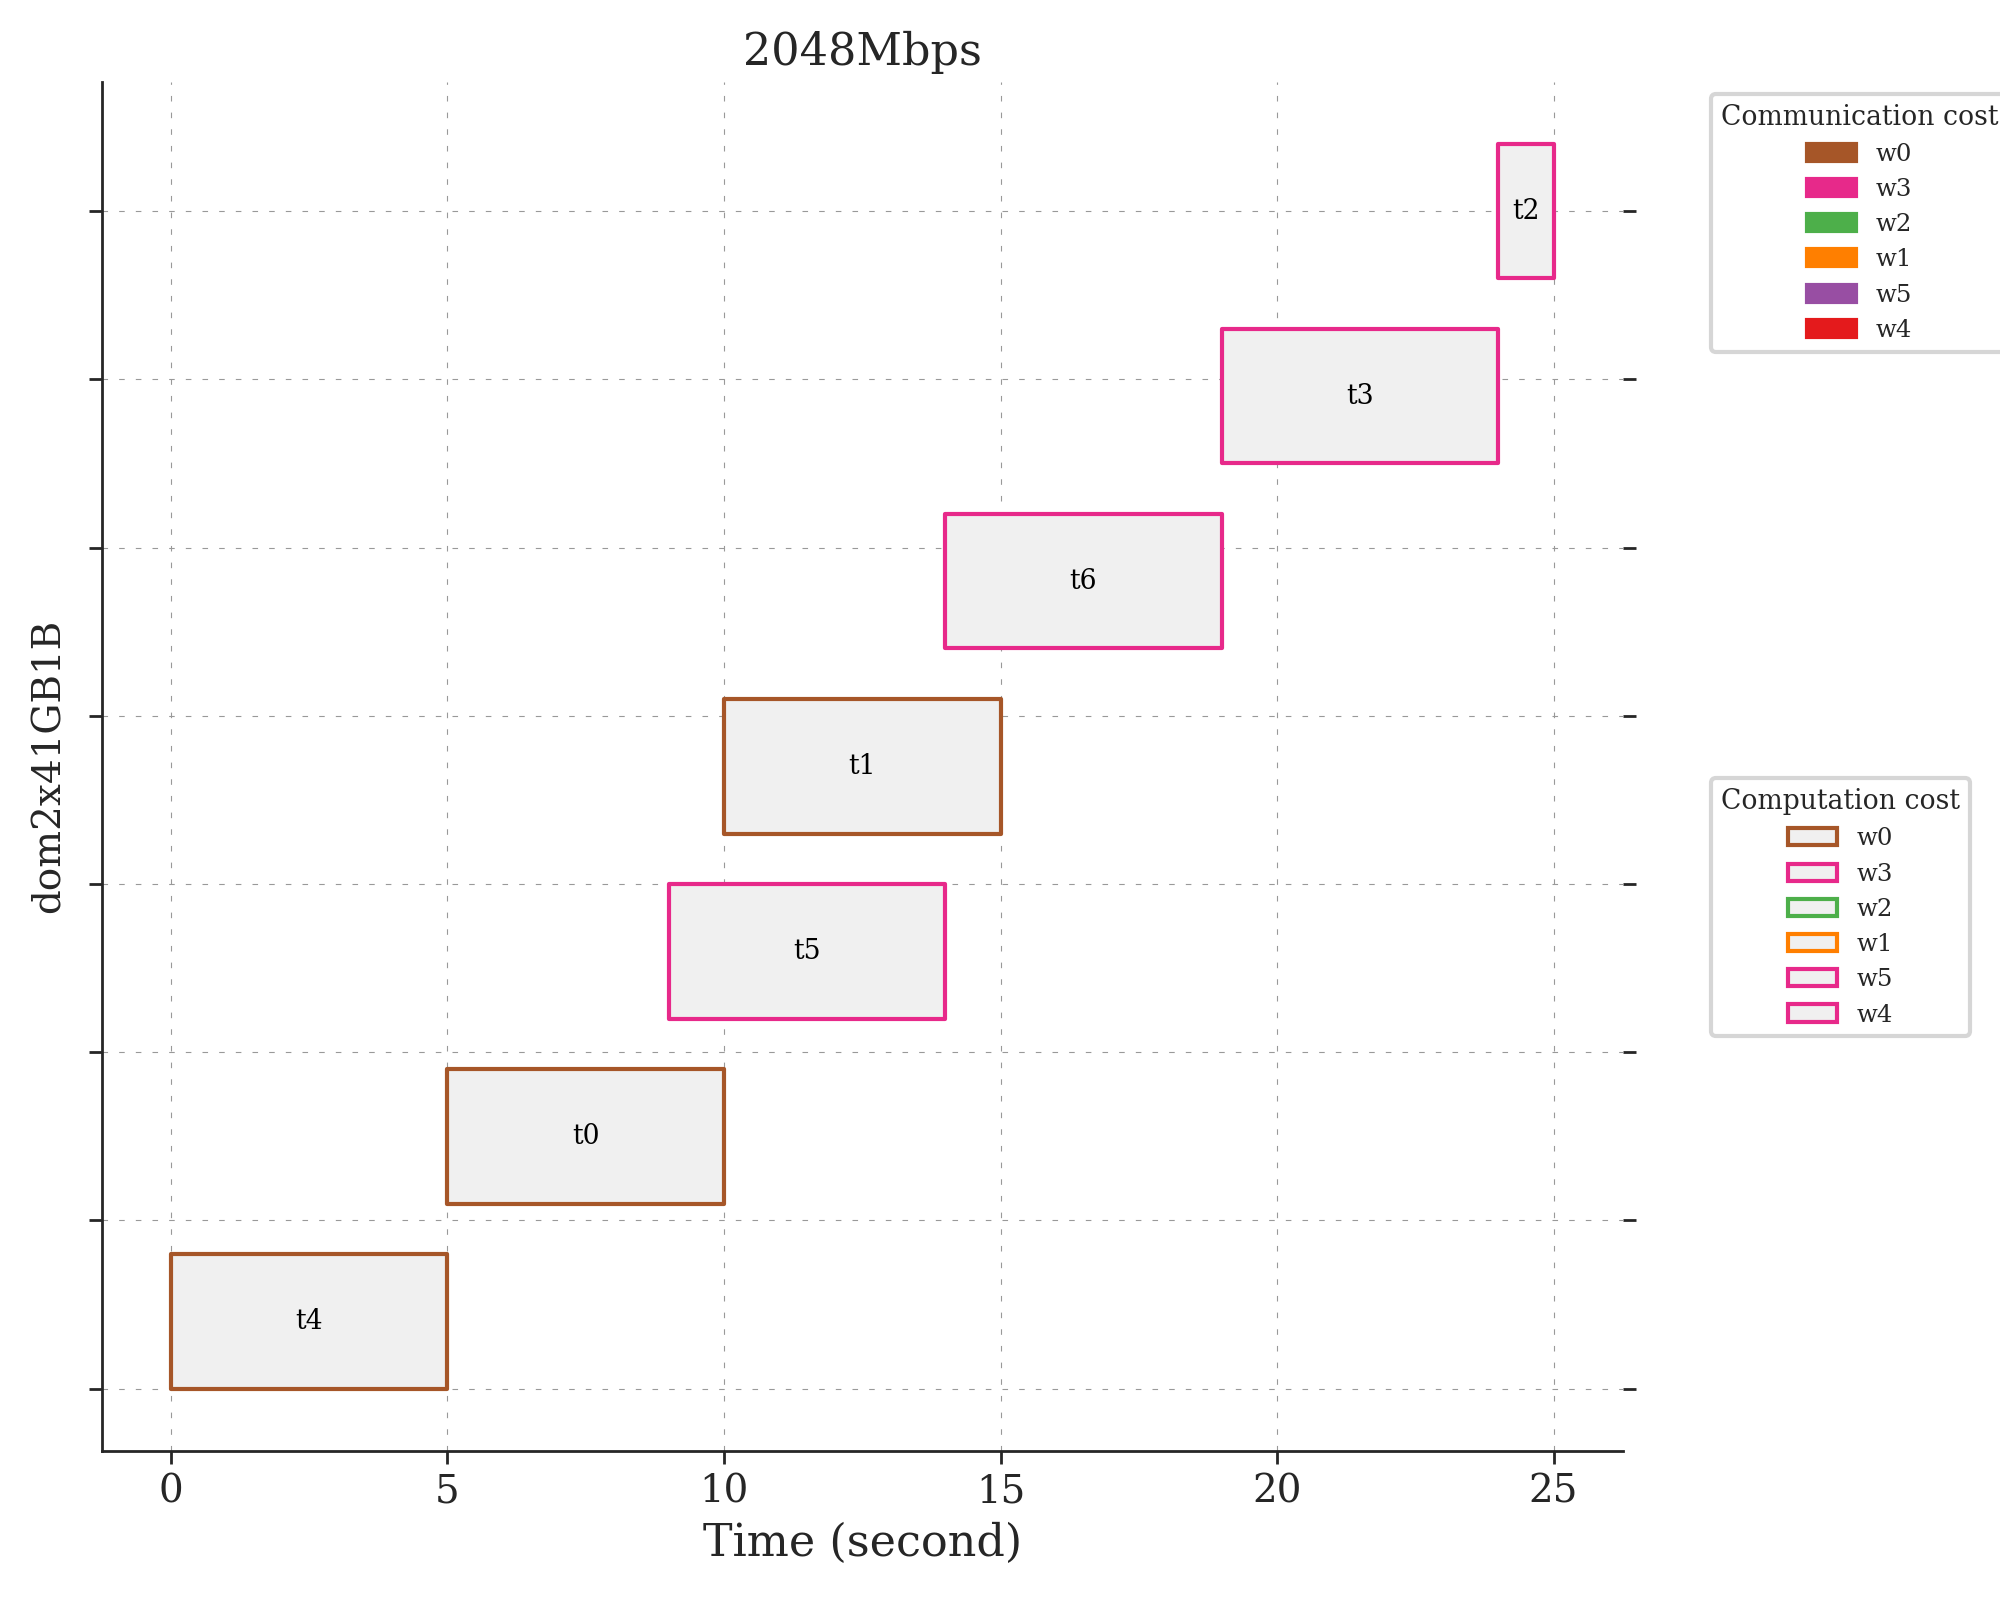 2048Mbps
Communication cost
w0
w3
w2
w1
w5
w4
t2
t3
t6
t1
t5
t0
t4
dom2x41GB1B
Computation cost
w0
w3
w2
w1
w5
w4
0 5 10 15 20 25
Time (second)